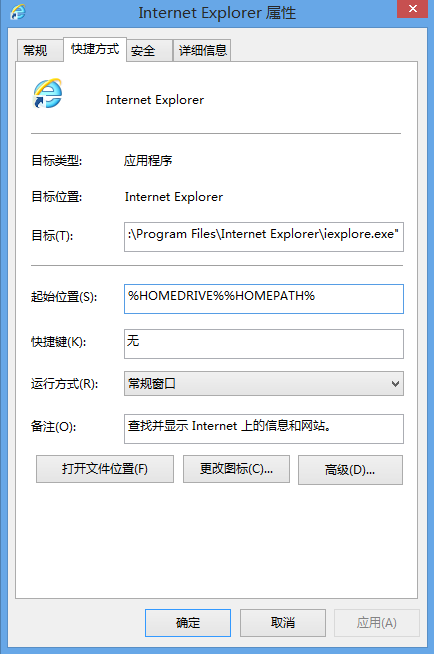 Internet Explorer 属性
常规 快捷方式 安全 详细信息
Internet Explorer
目标类型: 应用程序
目标位置: Internet Explorer
目标(T): :\Program Files\Internet Explorer\iexplore.exe"
起始位置(S): %HOMEDRIVE%%HOMEPATH%
快捷键(K): 无
运行方式(R): 常规窗口
备注(O): 查找并显示 Internet 上的信息和网站。
打开文件位置(F) 更改图标(C)... 高级(D)...
确定 取消 应用(A)